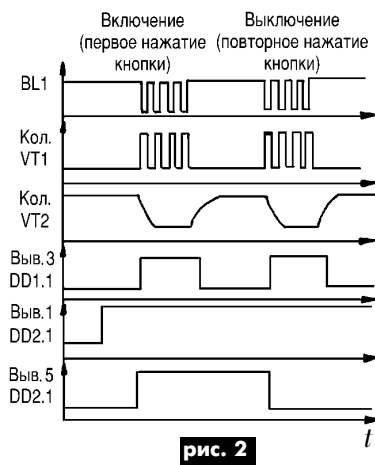 Включение
(первое нажатие
кнопки)
Выключение
(повторное нажатие
кнопки)
BL1
Кол.
VT1
Кол.
VT2
Выв.3
DD1.1
Выв.1
DD2.1
Выв.5
DD2.1
t
рис. 2